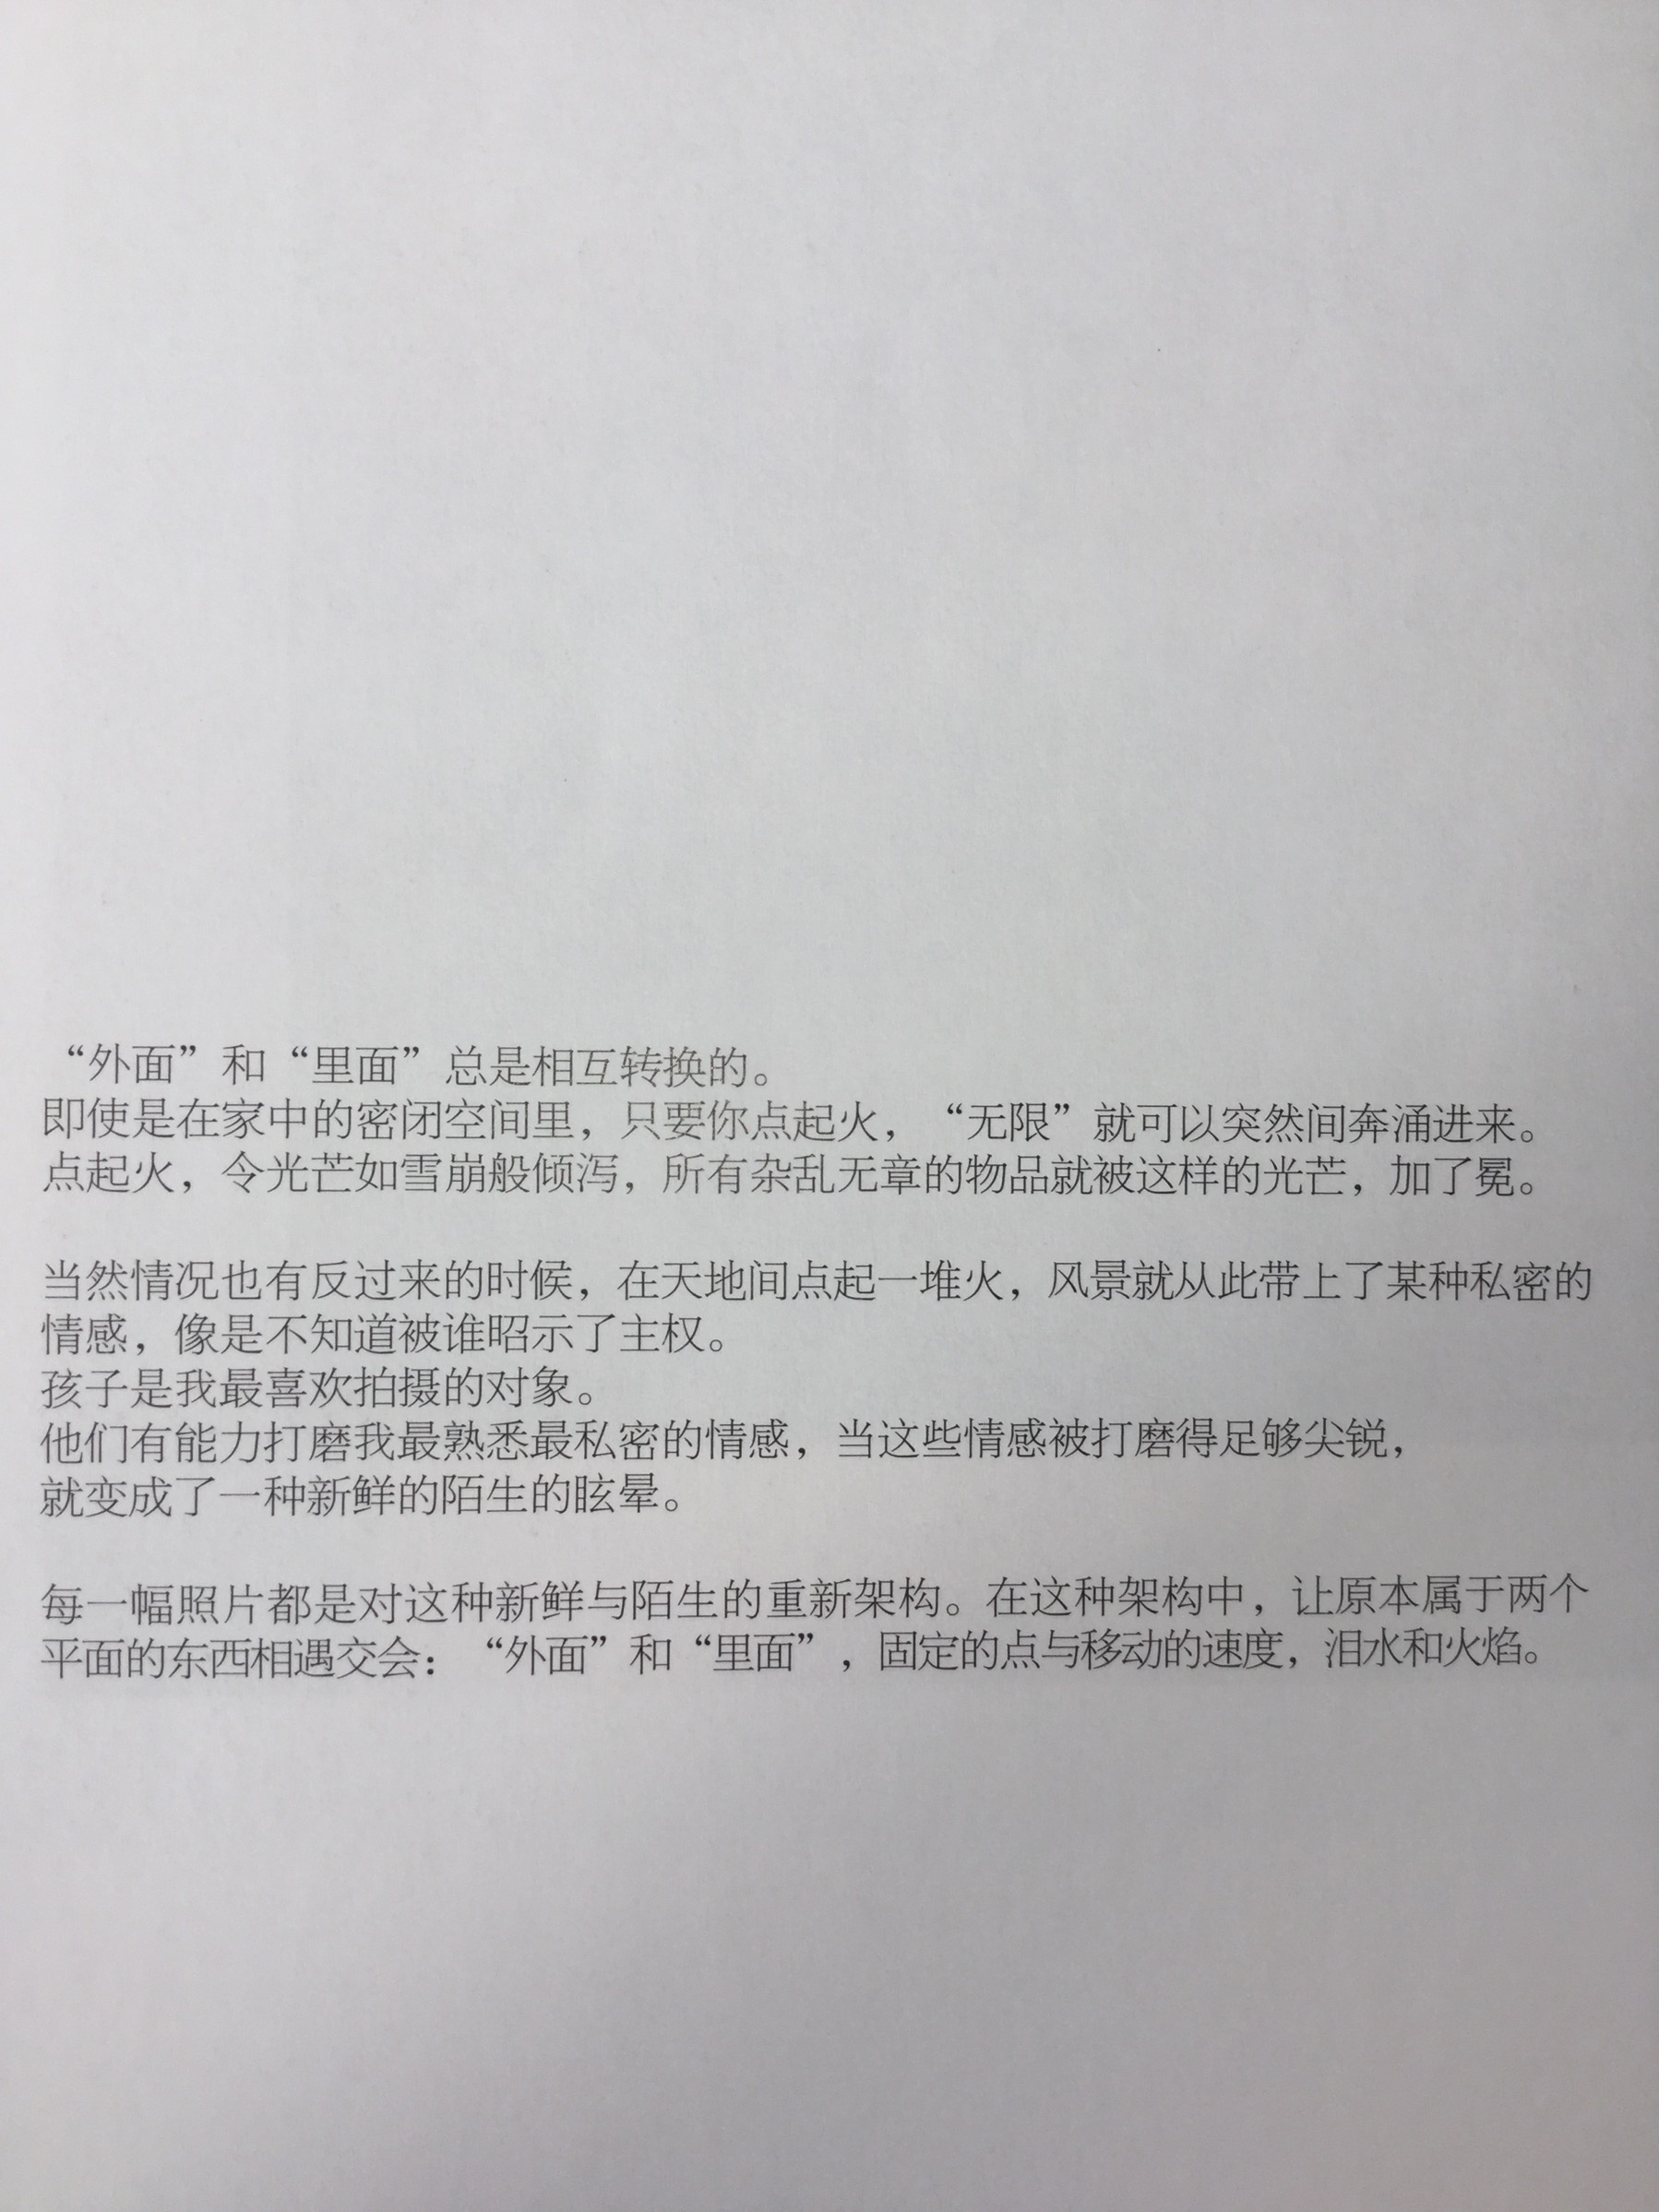 “外面”和“里面”总是相互转换的。
即使是在家中的密闭空间里，只要你点起火，“无限”就可以突然间奔涌进来。
点起火，令光芒如雪崩般倾泻，所有杂乱无章的物品就被这样的光芒，加了冕。
当然情况也有反过来的时候，在天地间点起一堆火，风景就从此带上了某种私密的
情感，像是不知道被谁昭示了主权。
孩子是我最喜欢拍摄的对象。
他们有能力打磨我最熟悉最私密的情感，当这些情感被打磨得足够尖锐，
就变成了一种新鲜的陌生的眩晕。
每一幅照片都是对这种新鲜与陌生的重新架构。在这种架构中，让原本属于两个
平面的东西相遇交会：“外面”和“里面”，固定的点与移动的速度，泪水和火焰。